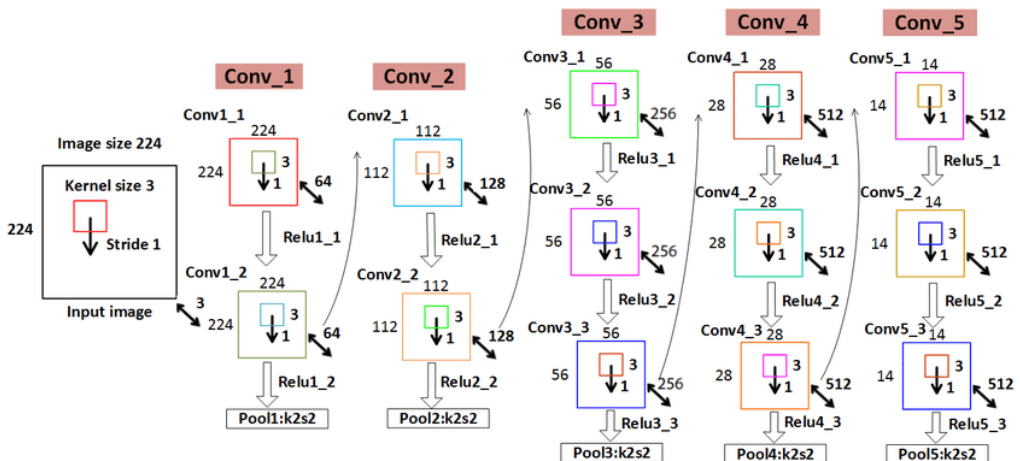 Image size 224
224
Kernel size 3
Stride 1
Input image
3
Conv_1
Conv1_1
224
224
3
1
64
Relu1_1
Conv1_2
224
224
3
1
64
Relu1_2
Pool1:k2s2
Conv_2
Conv2_1
112
112
3
1
128
Relu2_1
Conv2_2
112
112
3
1
128
Relu2_2
Pool2:k2s2
Conv_3
Conv3_1
56
56
3
1
256
Relu3_1
Conv3_2
56
56
3
1
256
Relu3_2
Conv3_3
56
56
3
1
256
Relu3_3
Pool3:k2s2
Conv_4
Conv4_1
28
28
3
1
512
Relu4_1
Conv4_2
28
28
3
1
512
Relu4_2
Conv4_3
28
28
3
1
512
Relu4_3
Pool4:k2s2
Conv_5
Conv5_1
14
14
3
1
512
Relu5_1
Conv5_2
14
14
3
1
512
Relu5_2
Conv5_3
14
14
3
1
512
Relu5_3
Pool5:k2s2